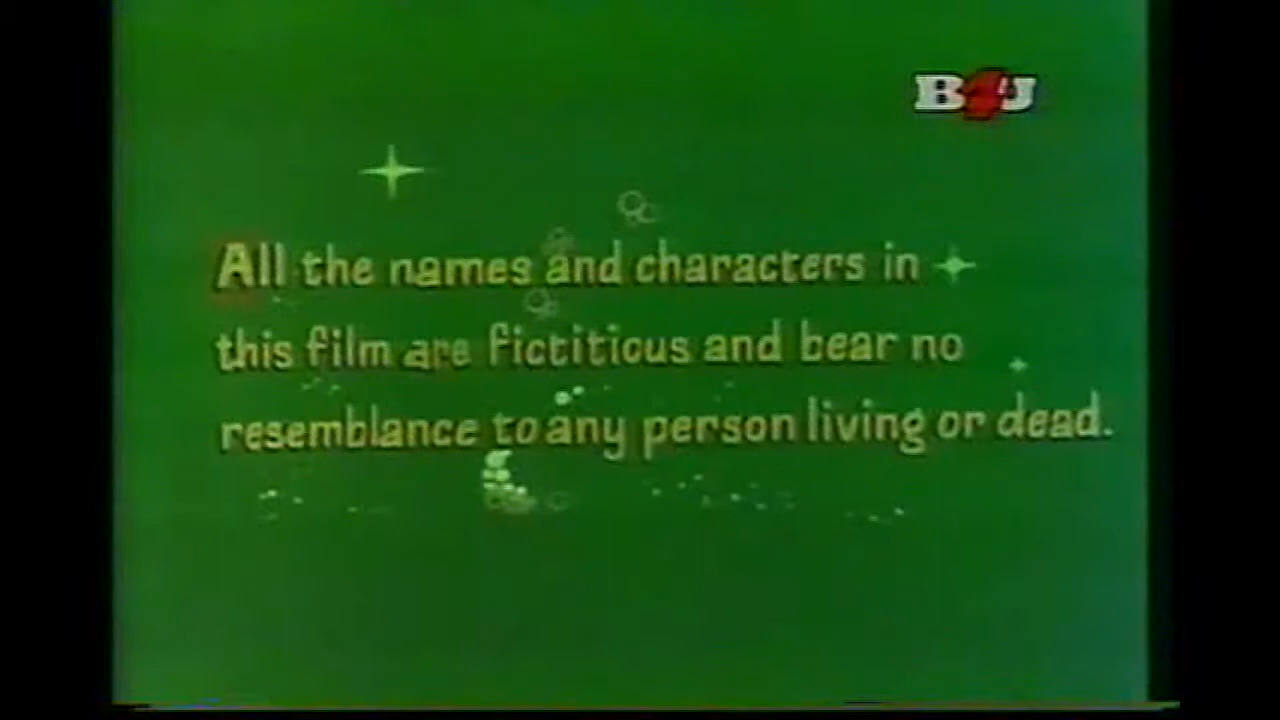 B4U
All the names and characters in
this film are fictitious and bear no
resemblance to any person living or dead.